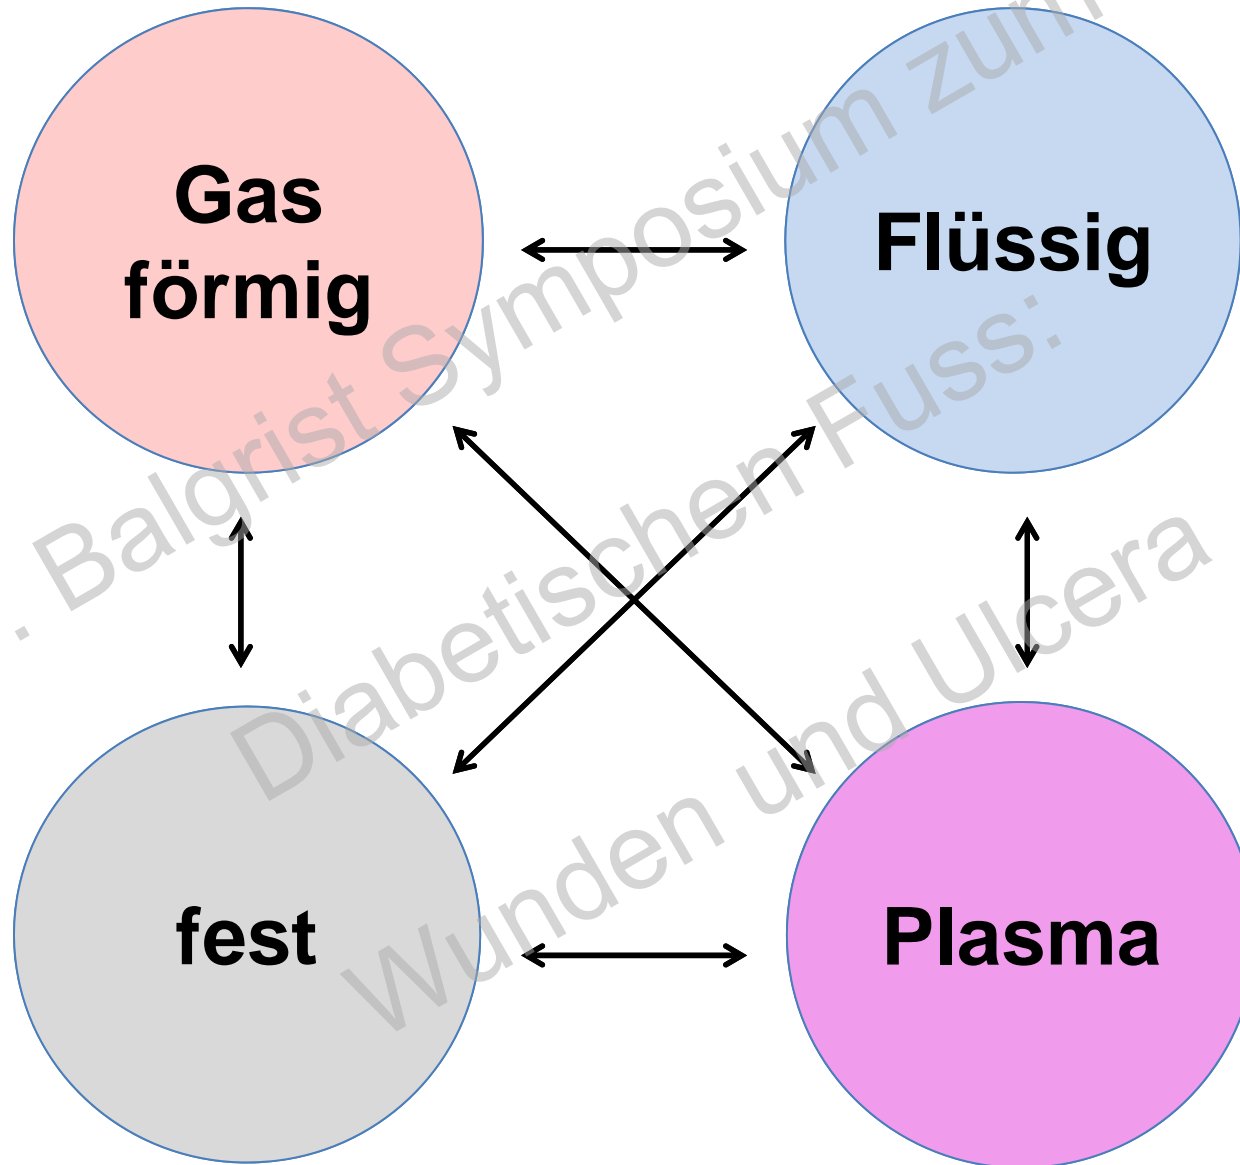 Gas
förmig
Flüssig
fest
Plasma
. Balgrist Symposium zum
Diabetischen Fuss:
Wunden und Ulcera